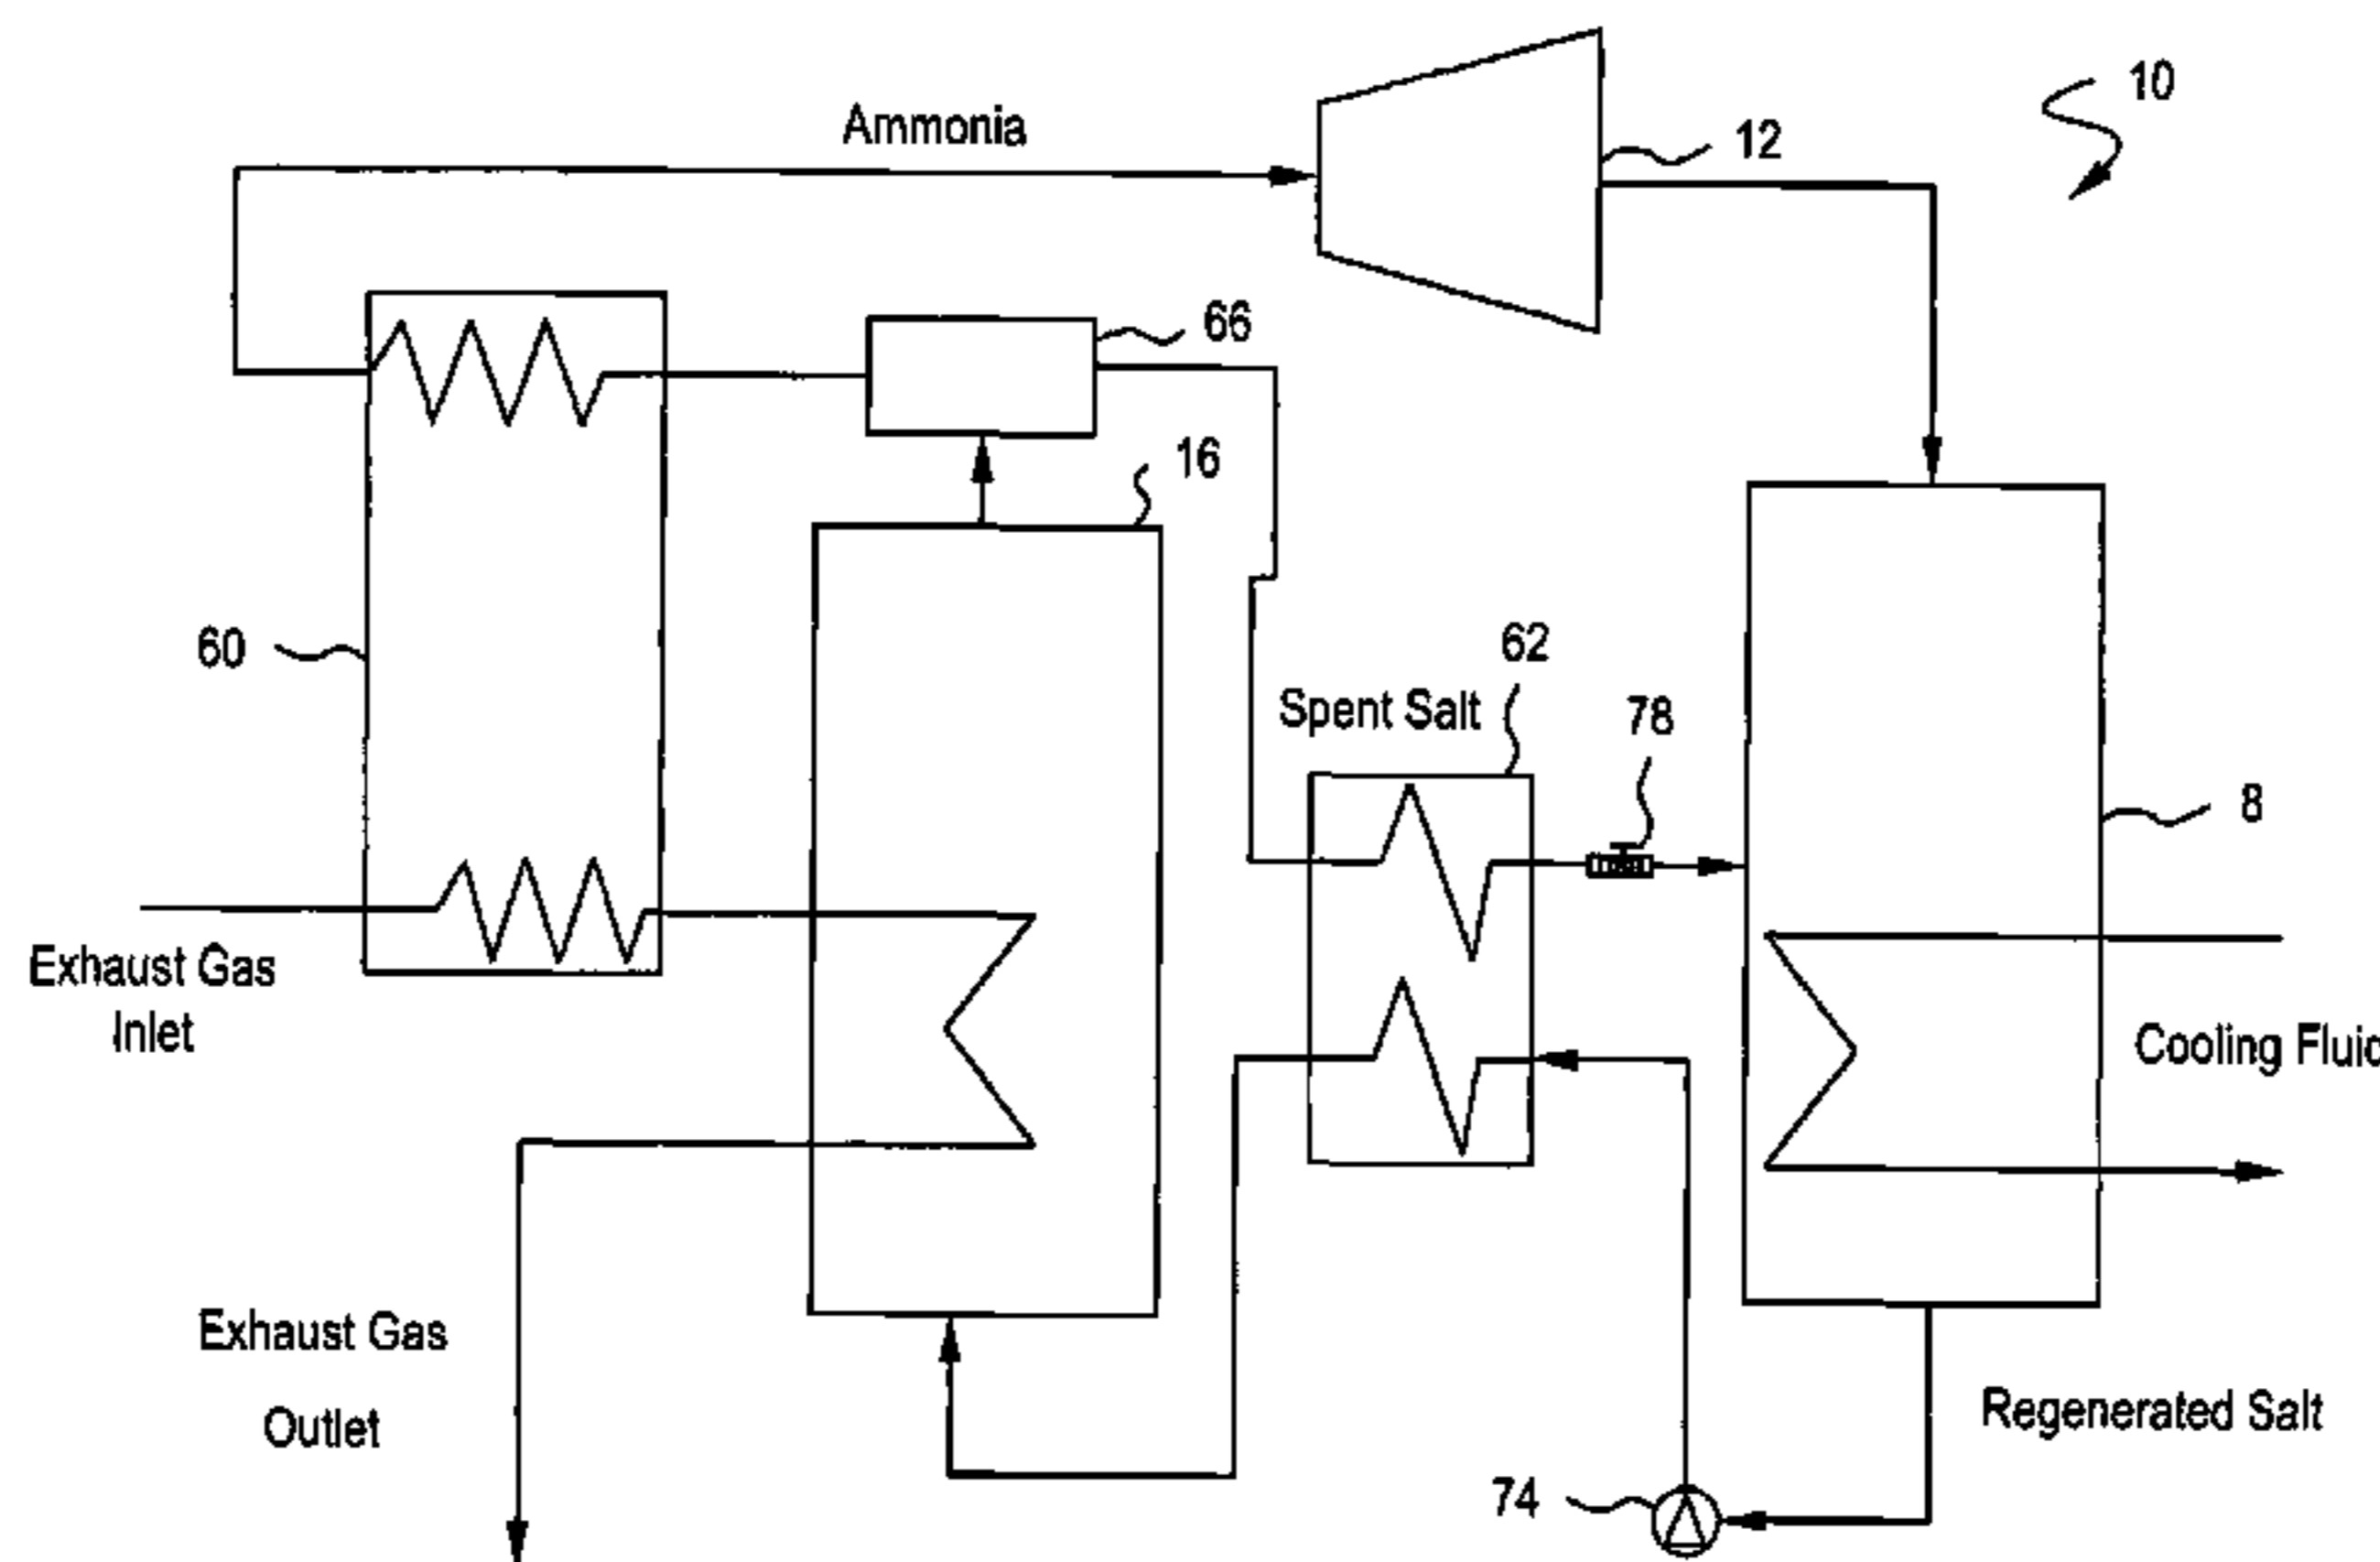 10
Ammonia
12
66
16
60
62
Spent Salt
78
8
Exhaust Gas
Inlet
Cooling Fluid
Exhaust Gas
Outlet
Regenerated Salt
74